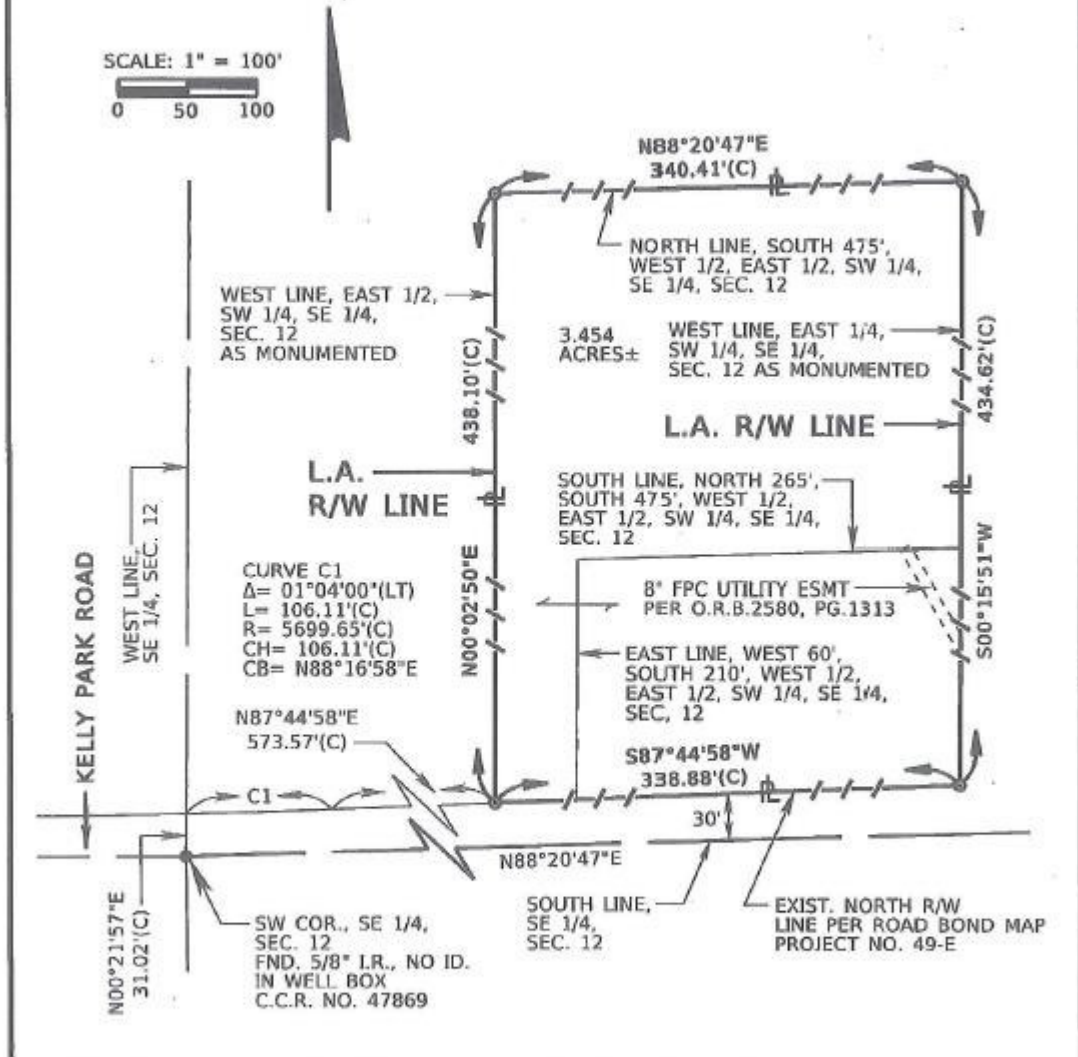 SCALE: 1" = 100'
0 50 100
N88°20'47"E
340.41'(C)
NORTH LINE, SOUTH 475',
WEST 1/2, EAST 1/2, SW 1/4,
SE 1/4, SEC. 12
WEST LINE, EAST 1/2,
SW 1/4, SE 1/4,
SEC. 12
AS MONUMENTED
3.454
ACRES±
WEST LINE, EAST 1/4,
SW 1/4, SE 1/4,
SEC. 12 AS MONUMENTED
438.10'(C)
434.62'(C)
L.A. R/W LINE
L.A.
R/W LINE
PL
PL
PL
PL
SOUTH LINE, NORTH 265',
SOUTH 475', WEST 1/2,
EAST 1/2, SW 1/4, SE 1/4,
SEC. 12
WEST LINE,
SE 1/4, SEC. 12
KELLY PARK ROAD
CURVE C1
Δ= 01°04'00"(LT)
L= 106.11'(C)
R= 5699.65'(C)
CH= 106.11'(C)
CB= N88°16'58"E
N00°02'50"E
8" FPC UTILITY ESMT
PER O.R.B.2580, PG.1313
S00°15'51"W
EAST LINE, WEST 60',
SOUTH 210', WEST 1/2,
EAST 1/2, SW 1/4, SE 1/4,
SEC, 12
N87°44'58"E
573.57'(C)
S87°44'58"W
338.88'(C)
C1
30'
N88°20'47"E
N00°21'57"E
31.02'(C)
SW COR., SE 1/4,
SEC. 12
FND. 5/8" I.R., NO ID.
IN WELL BOX
C.C.R. NO. 47869
SOUTH LINE,
SE 1/4,
SEC. 12
EXIST. NORTH R/W
LINE PER ROAD BOND MAP
PROJECT NO. 49-E